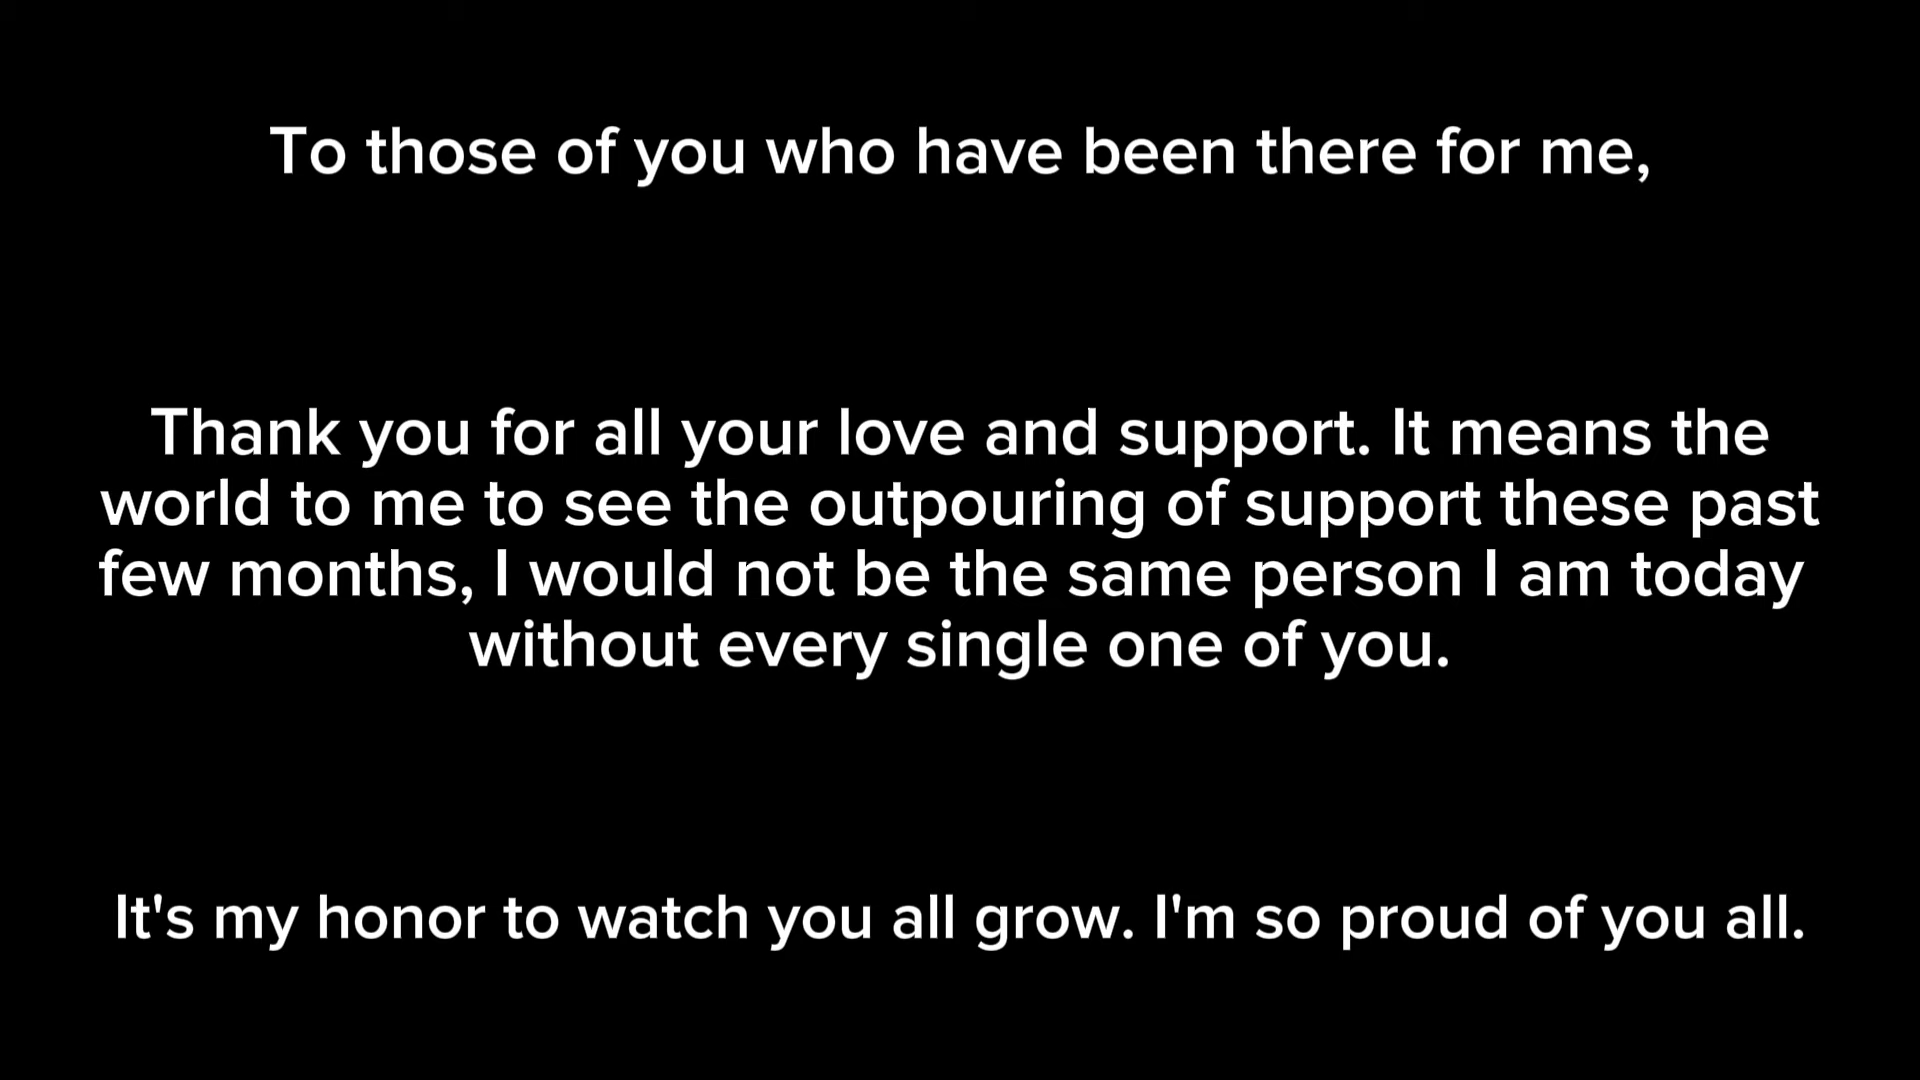 To those of you who have been there for me,
Thank you for all your love and support. It means the
world to me to see the outpouring of support these past
few months, I would not be the same person I am today
without every single one of you.
It's my honor to watch you all grow. I'm so proud of you all.